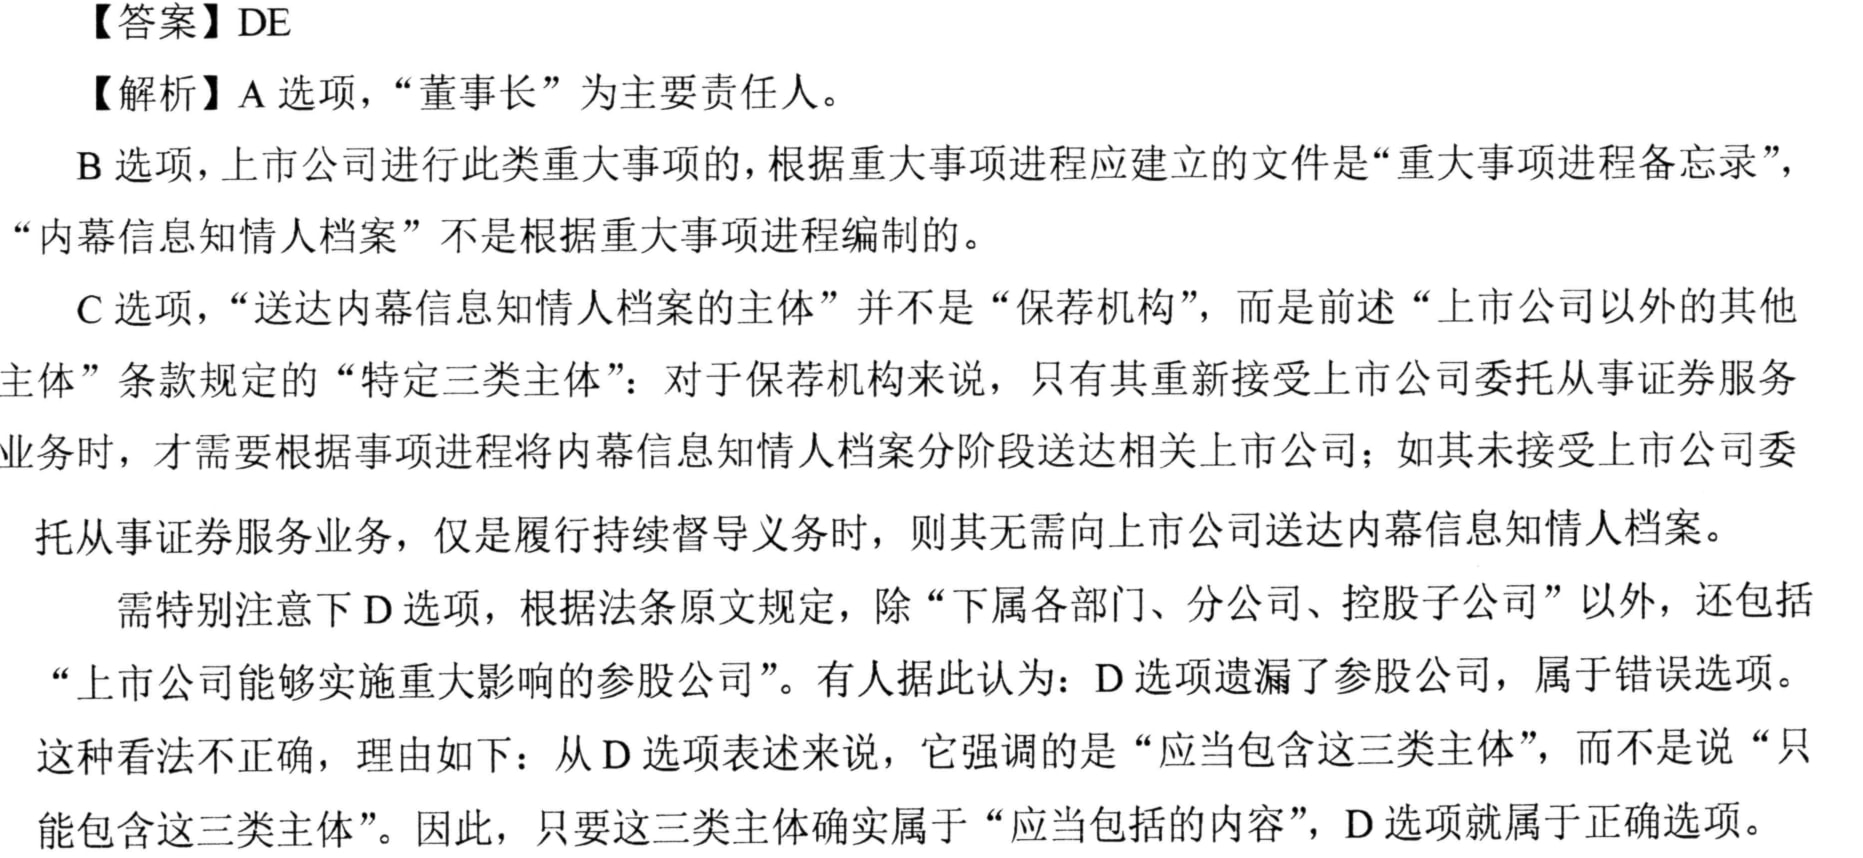 【答案】DE
【解析】A 选项，“董事长”为主要责任人。
B 选项，上市公司进行此类重大事项的，根据重大事项进程应建立的文件是“重大事项进程备忘录”，
“内幕信息知情人档案”不是根据重大事项进程编制的。
C 选项，“送达内幕信息知情人档案的主体”并不是“保荐机构”，而是前述“上市公司以外的其他
主体”条款规定的“特定三类主体”：对于保荐机构来说，只有其重新接受上市公司委托从事证券服务
业务时，才需要根据事项进程将内幕信息知情人档案分阶段送达相关上市公司；如其未接受上市公司委
托从事证券服务业务，仅是履行持续督导义务时，则其无需向上市公司送达内幕信息知情人档案。
需特别注意下 D 选项，根据法条原文规定，除“下属各部门、分公司、控股子公司”以外，还包括
“上市公司能够实施重大影响的参股公司”。有人据此认为：D 选项遗漏了参股公司，属于错误选项。
这种看法不正确，理由如下：从 D 选项表述来说，它强调的是“应当包含这三类主体”，而不是说“只
能包含这三类主体”。因此，只要这三类主体确实属于“应当包括的内容”，D 选项就属于正确选项。